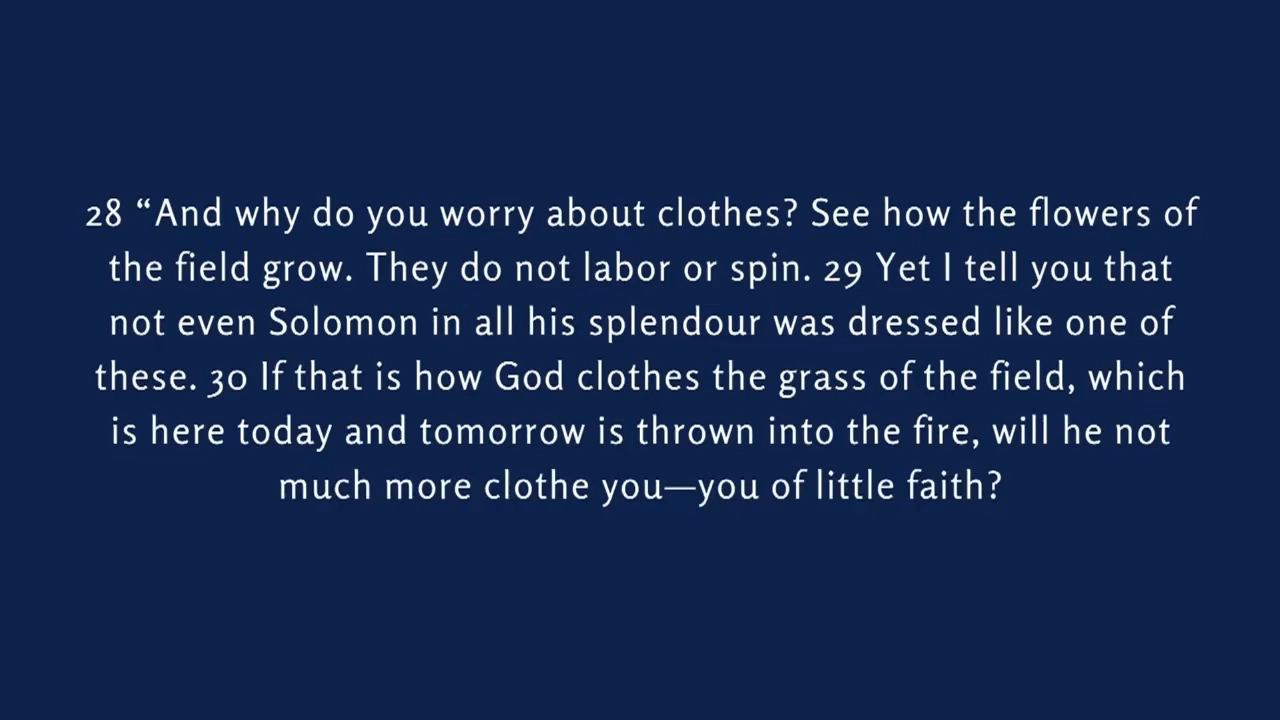 28 “And why do you worry about clothes? See how the flowers of
the field grow. They do not labor or spin. 29 Yet I tell you that
not even Solomon in all his splendour was dressed like one of
these. 30 If that is how God clothes the grass of the field, which
is here today and tomorrow is thrown into the fire, will he not
much more clothe you—you of little faith?